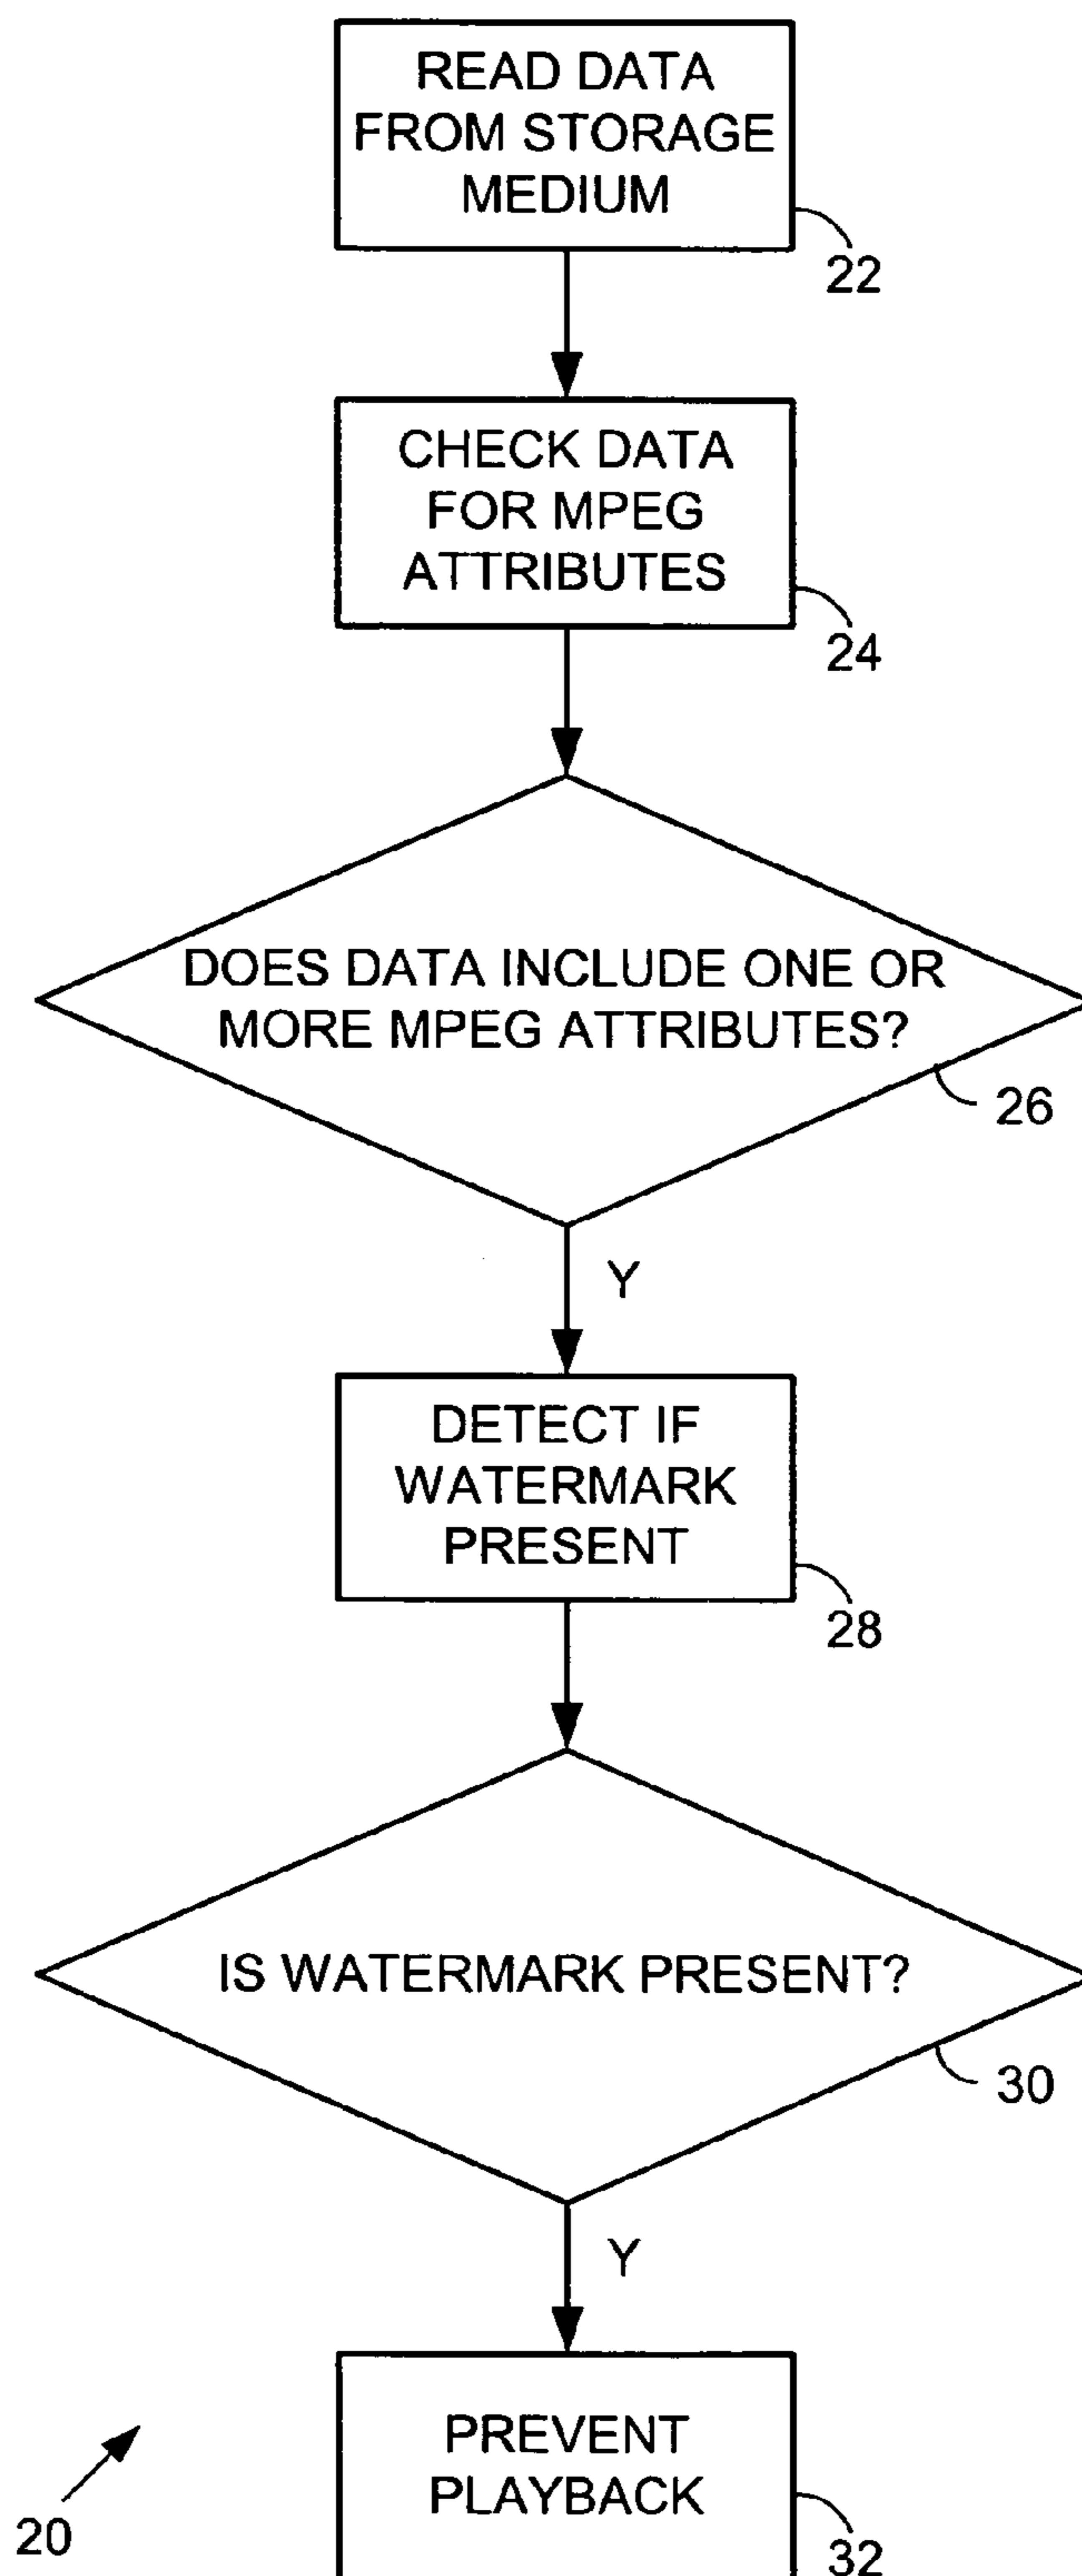 READ DATA
FROM STORAGE
MEDIUM
22
CHECK DATA
FOR MPEG
ATTRIBUTES
24
DOES DATA INCLUDE ONE OR
MORE MPEG ATTRIBUTES?
26
Y
DETECT IF
WATERMARK
PRESENT
28
IS WATERMARK PRESENT?
30
Y
PREVENT
PLAYBACK
20
32